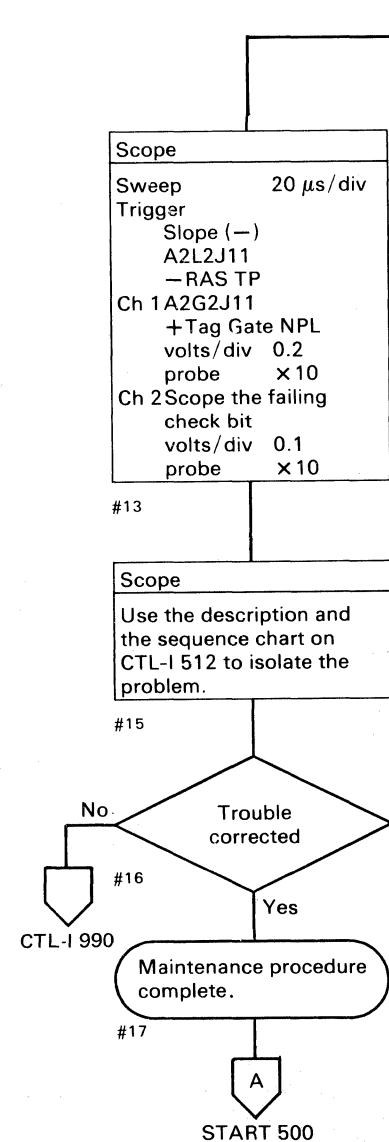 Scope
Sweep 20 μs/div
Trigger
Slope (—)
A2L2J11
—RAS TP
Ch 1 A2G2J11
+Tag Gate NPL
volts/div 0.2
probe ×10
Ch 2 Scope the failing
check bit
volts/div 0.1
probe ×10
#13
Scope
Use the description and
the sequence chart on
CTL-I 512 to isolate the
problem.
#15
No
Trouble
corrected
#16
Yes
CTL-I 990
Maintenance procedure
complete.
#17
A
START 500